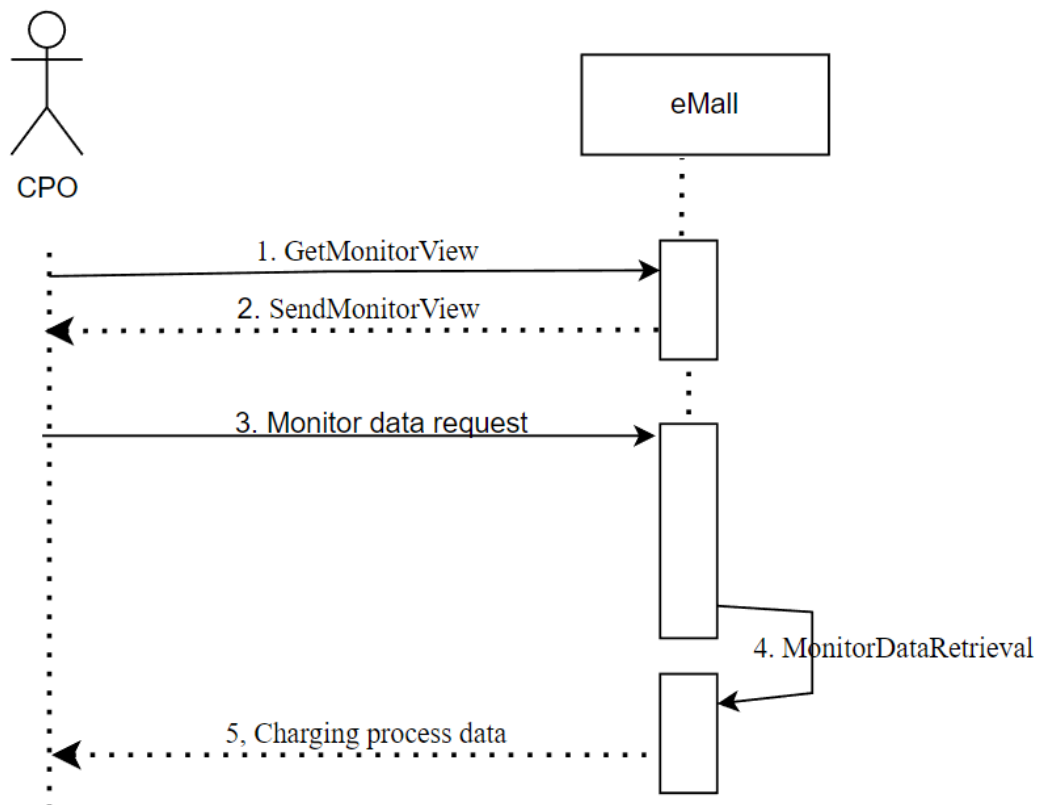 eMall
CPO
1. GetMonitorView
2. SendMonitorView
3. Monitor data request
4. MonitorDataRetrieval
5, Charging process data